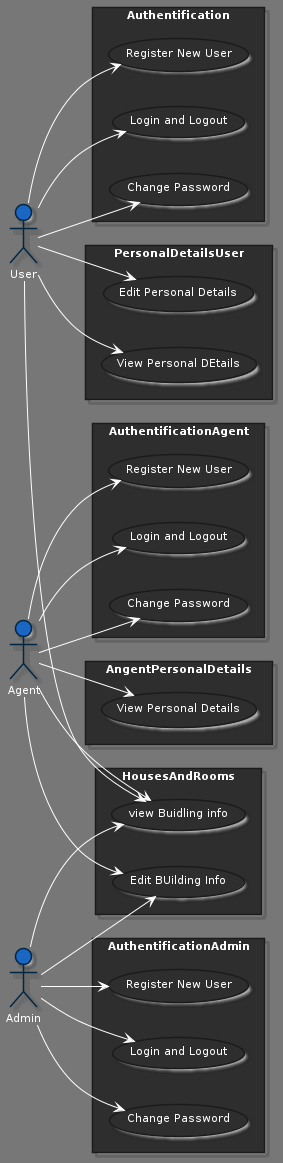 Authentification
Register New User
Login and Logout
Change Password
User
PersonalDetailsUser
Edit Personal Details
View Personal DEtails
AuthentificationAgent
Register New User
Login and Logout
Change Password
Agent
AngentPersonalDetails
View Personal Details
HousesAndRooms
view Buidling info
Edit BUilding Info
Admin
AuthentificationAdmin
Register New User
Login and Logout
Change Password